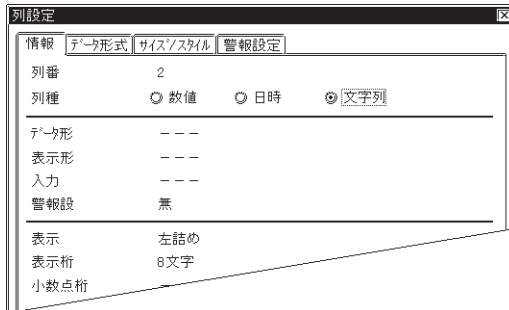 列設定
情報 ﾃﾞｰﾀ形式 ｻｲｽﾞ/ｽﾀｲﾙ 警報設定
列番 2
列種 数値 日時 文字列
ﾃﾞｰﾀ形 － － －
表示形 － － －
入力 － － －
警報設 無
表示 左詰め
表示桁 8文字
小数点桁 －